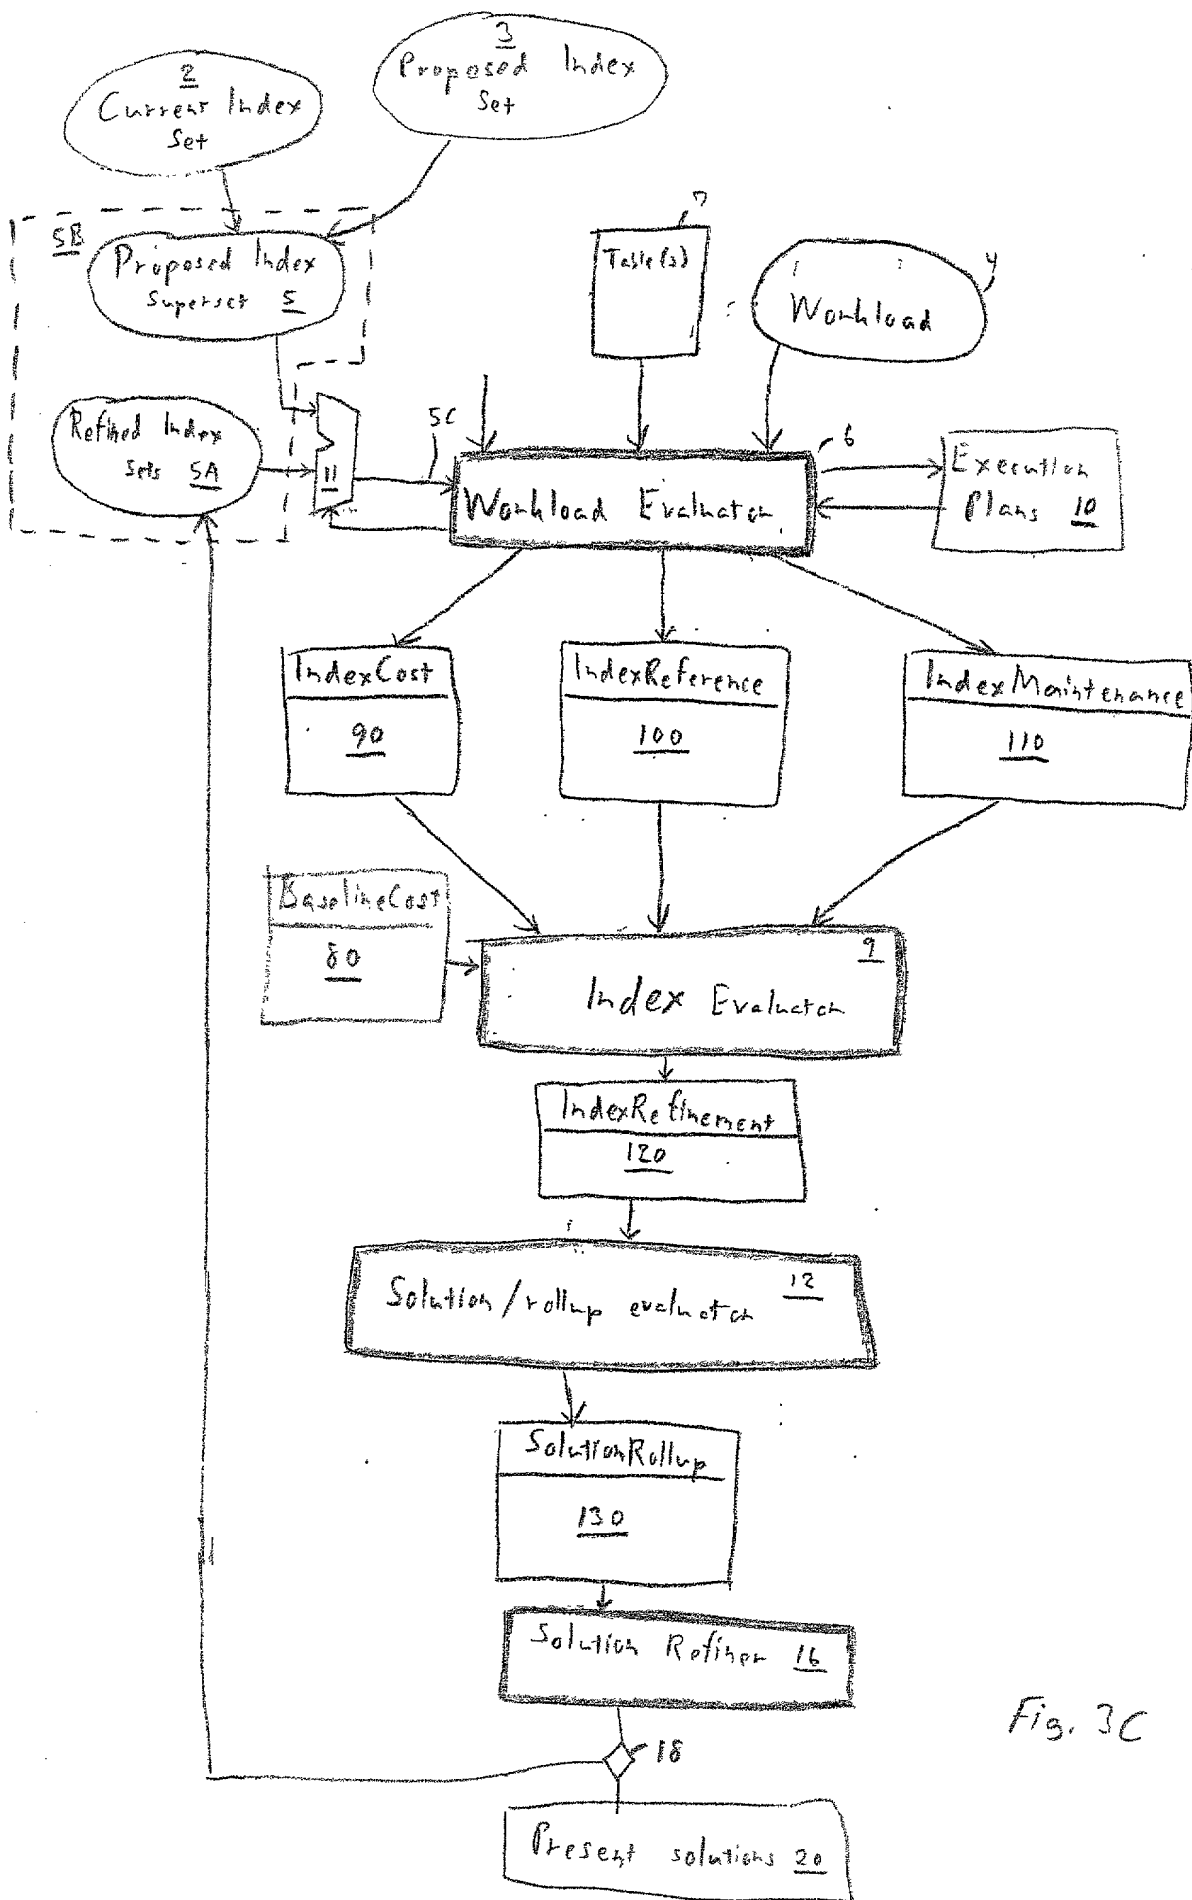 3
Proposed Index
Set
2
Current Index
Set
5B
Proposed Index
Superset 5
7
Table(s)
4
Workload
Refined Index
Sets 5A
11
5C
6
Workload Evaluator
Execution
Plans 10
IndexCost
90
IndexReference
100
IndexMaintenance
110
BaselineCost
80
9
Index Evaluator
IndexRefinement
120
Solution/rollup evaluator 12
SolutionRollup
130
Solution Refiner 16
18
Present solutions 20
Fig. 3C